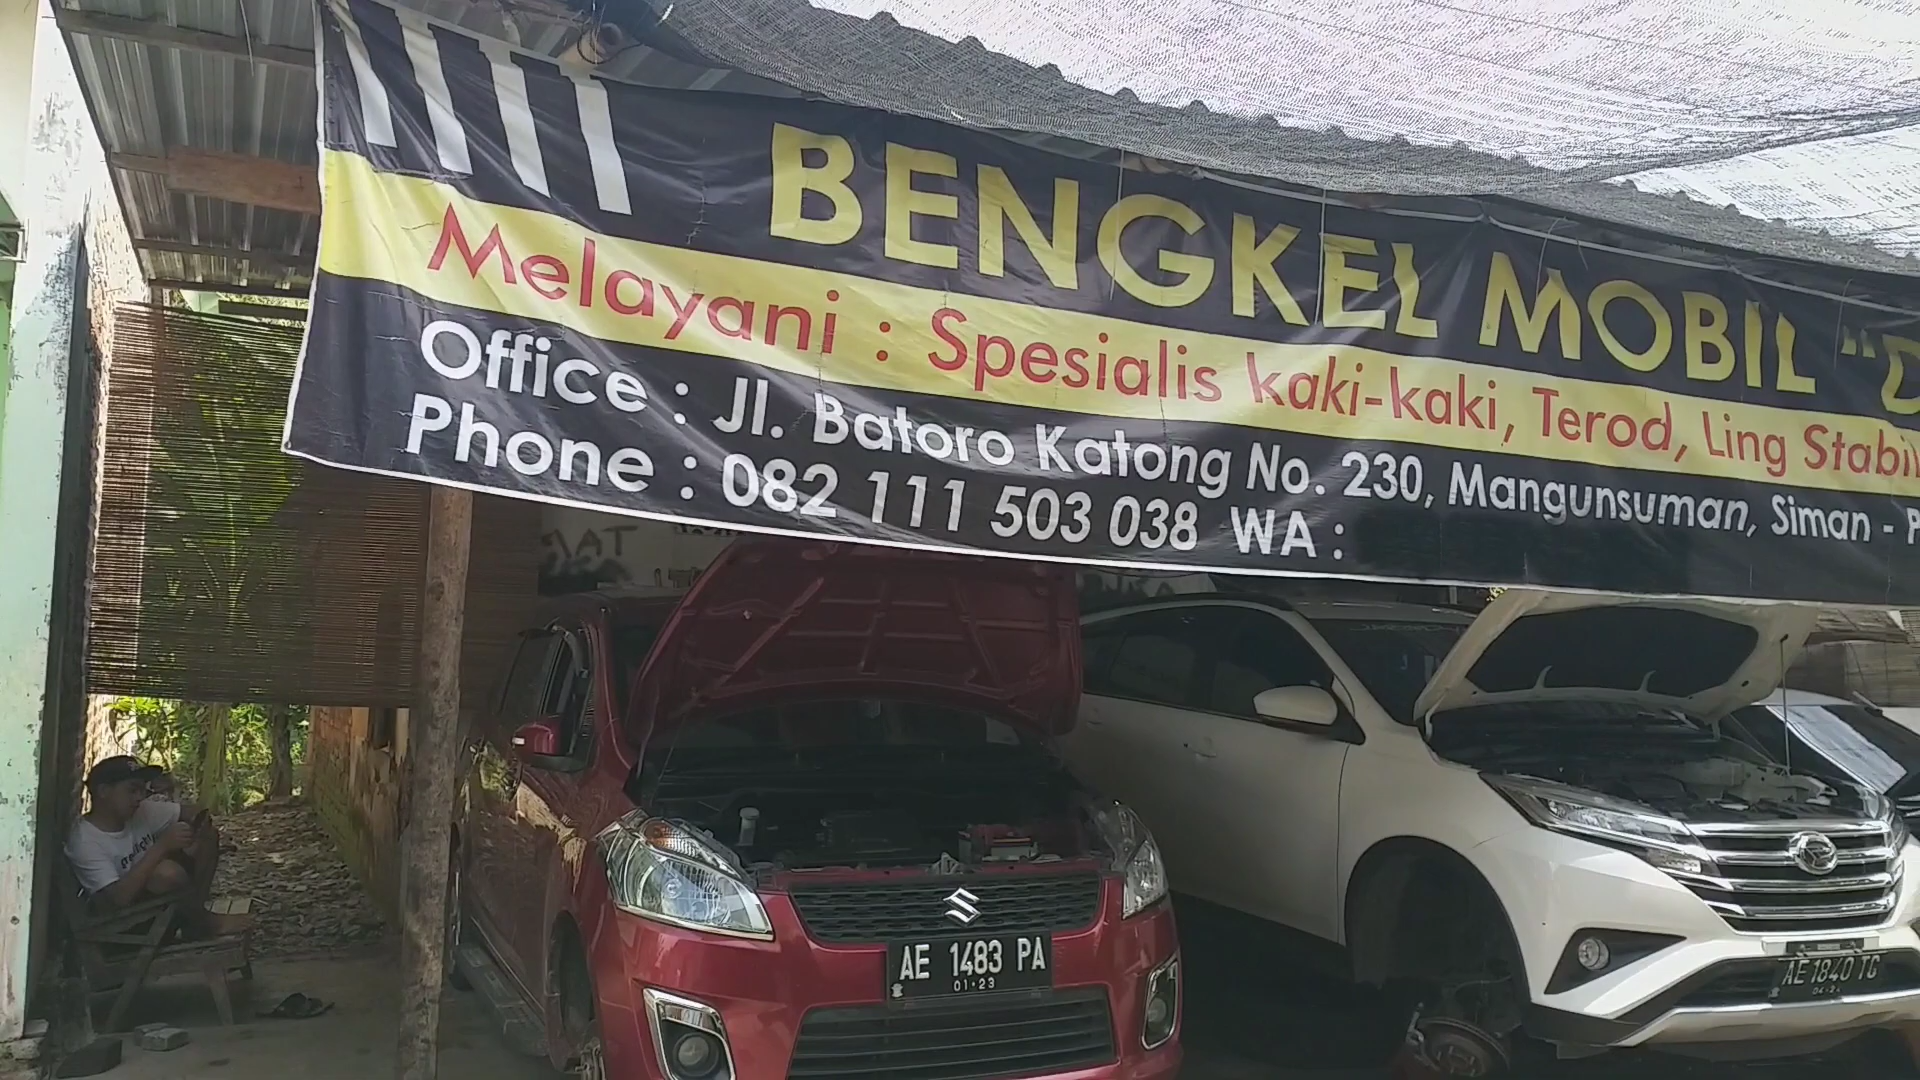 BENGKEL MOBIL "D
Melayani : Spesialis kaki-kaki, Terod, Ling Stabil
Office : Jl. Batoro Katong No. 230, Mangunsuman, Siman - P
Phone : 082 111 503 038 WA :
AE 1483 PA
01·23
AE 1840 TC